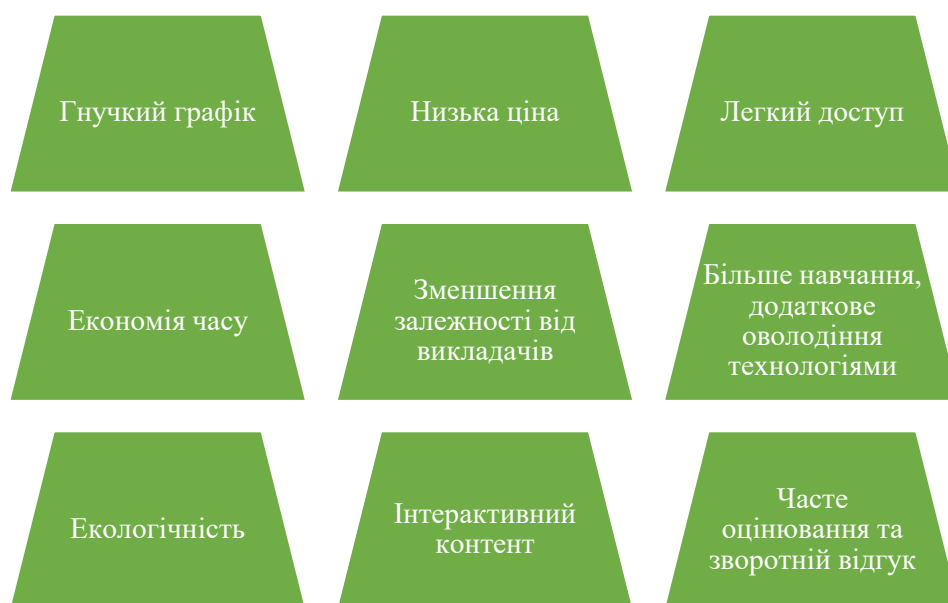 Гнучкий графік
Низька ціна
Легкий доступ
Економія часу
Зменшення
залежності від
викладачів
Більше навчання,
додаткове
оволодіння
технологіями
Екологічність
Інтерактивний
контент
Часте
оцінювання та
зворотній відгук